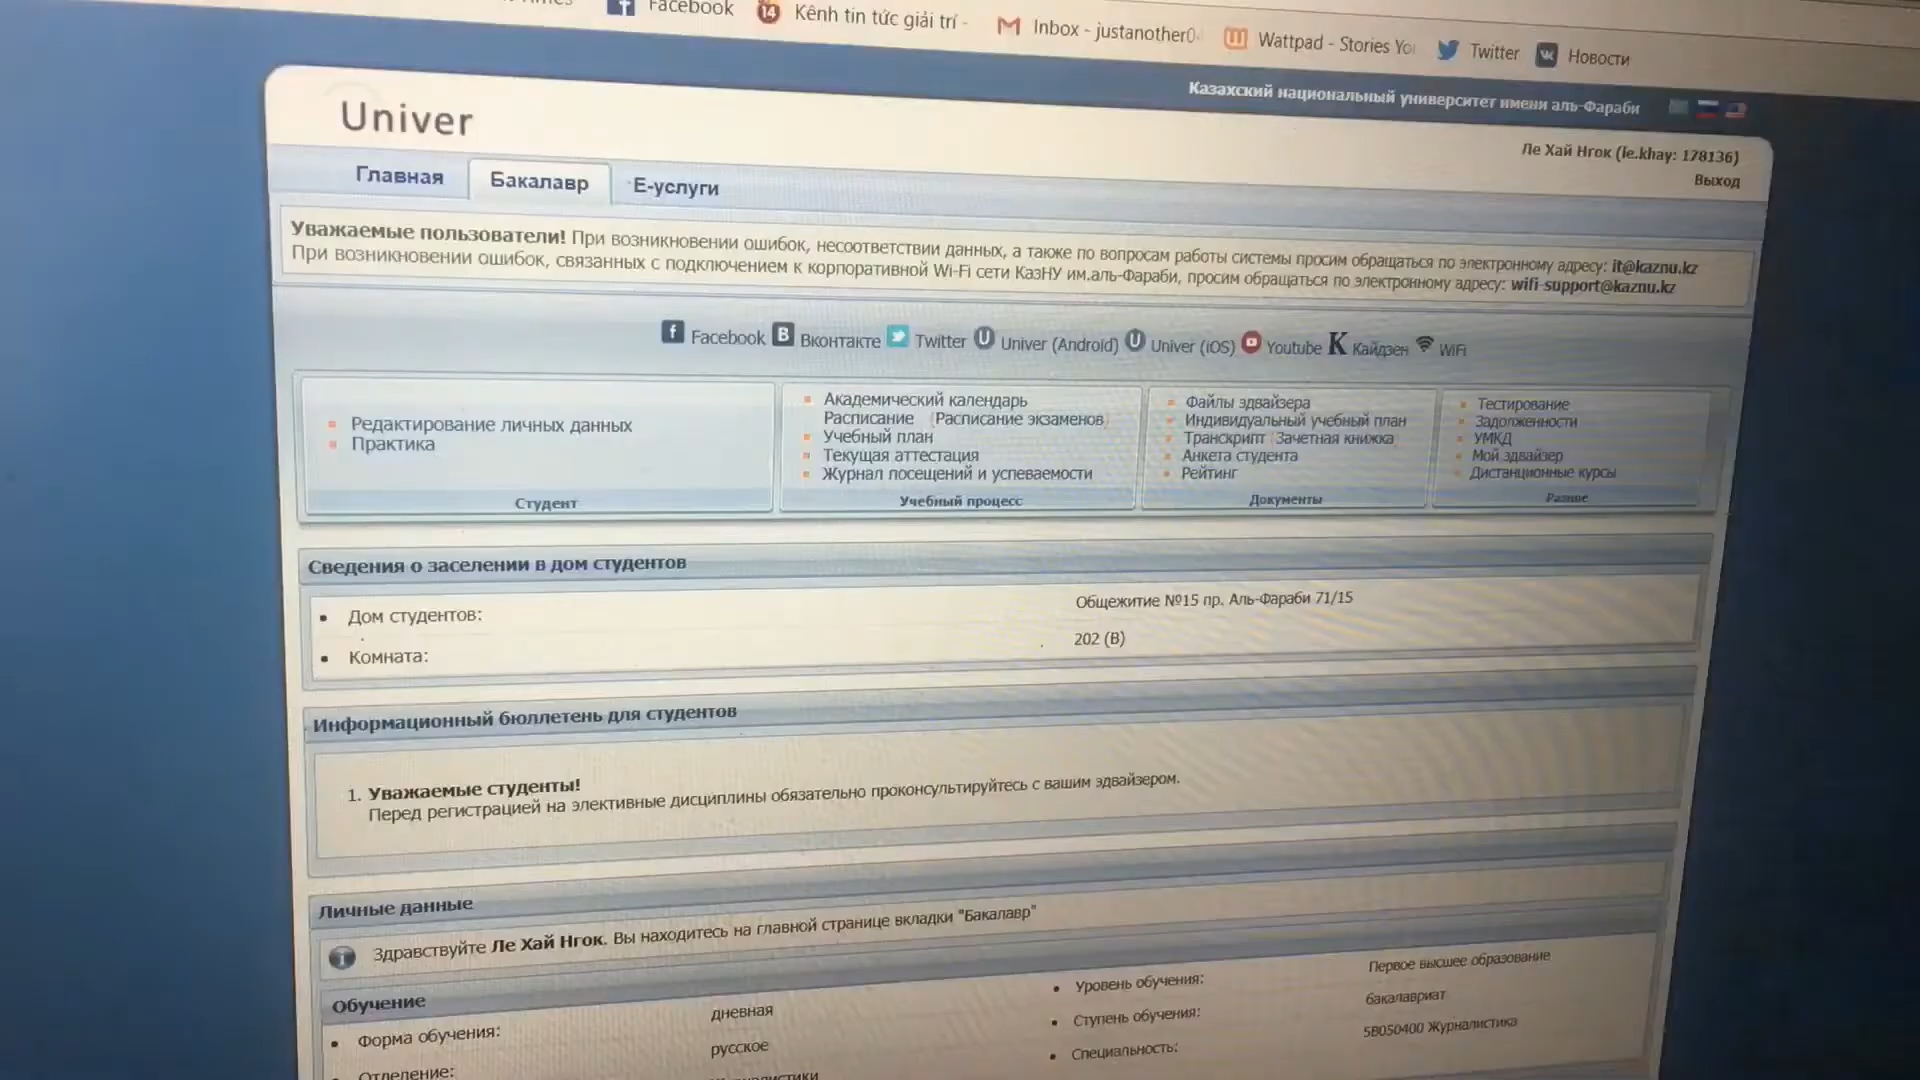 Facebook
14 Kênh tin tức giải trí -
Inbox - justanother0
Wattpad - Stories Yo
Twitter
Новости
Казахский национальный университет имени аль-Фараби
Univer
Ле Хай Нгок (le.khay: 178136)
Выход
Главная
Бакалавр
Е-услуги
Уважаемые пользователи! При возникновении ошибок, несоответствии данных, а также по вопросам работы системы просим обращаться по электронному адресу: it@kaznu.kz
При возникновении ошибок, связанных с подключением к корпоративной Wi-Fi сети КазНУ им.аль-Фараби, просим обращаться по электронному адресу: wifi-support@kaznu.kz
Facebook Вконтакте Twitter Univer (Android) Univer (iOS) Youtube Кайдзен WiFi
Редактирование личных данных
Практика
Студент
Академический календарь
Расписание (Расписание экзаменов)
Учебный план
Текущая аттестация
Журнал посещений и успеваемости
Учебный процесс
Файлы эдвайзера
Индивидуальный учебный план
Транскрипт (Зачетная книжка)
Анкета студента
Рейтинг
Документы
Тестирование
Задолженности
УМКД
Мой эдвайзер
Дистанционные курсы
Разное
Сведения о заселении в дом студентов
Дом студентов: Общежитие №15 пр. Аль-Фараби 71/15
Комната: 202 (В)
Информационный бюллетень для студентов
1. Уважаемые студенты!
Перед регистрацией на элективные дисциплины обязательно проконсультируйтесь с вашим эдвайзером.
Личные данные
Здравствуйте Ле Хай Нгок. Вы находитесь на главной странице вкладки "Бакалавр"
Обучение
Форма обучения: дневная
Отделение: русское
Уровень обучения: Первое высшее образование
Ступень обучения: бакалавриат
Специальность: 5B050400 Журналистика